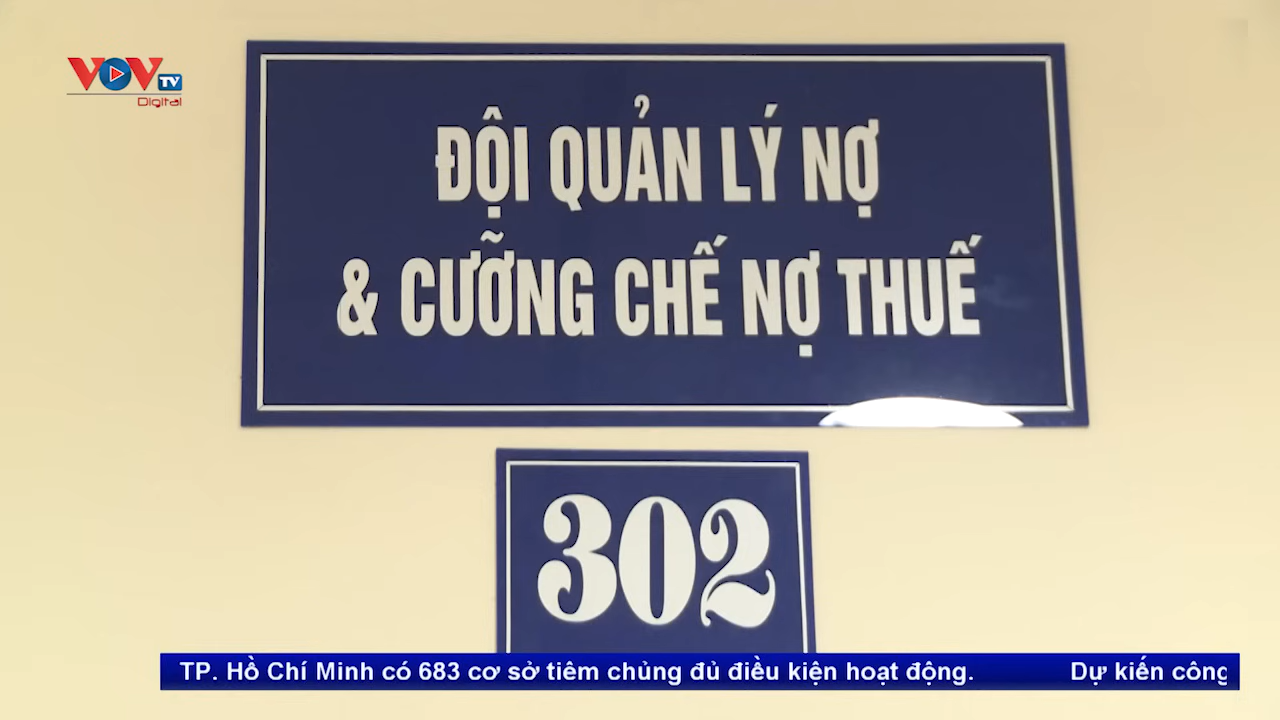 VOV TV
Digital
ĐỘI QUẢN LÝ NỢ
& CƯỠNG CHẾ NỢ THUẾ
302
TP. Hồ Chí Minh có 683 cơ sở tiêm chủng đủ điều kiện hoạt động. Dự kiến công